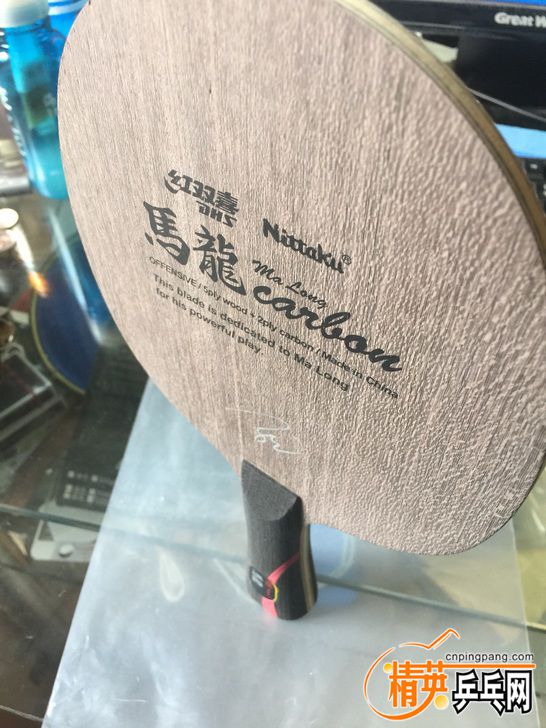 Great W
红双喜 Nittaku®
DHS
馬龍 Ma Long
carbon
OFFENSIVE / 5ply wood + 2ply carbon / Made in China
This blade is dedicated to Ma Long
for his powerful play.
cnpingpang.com
精英乒乓网